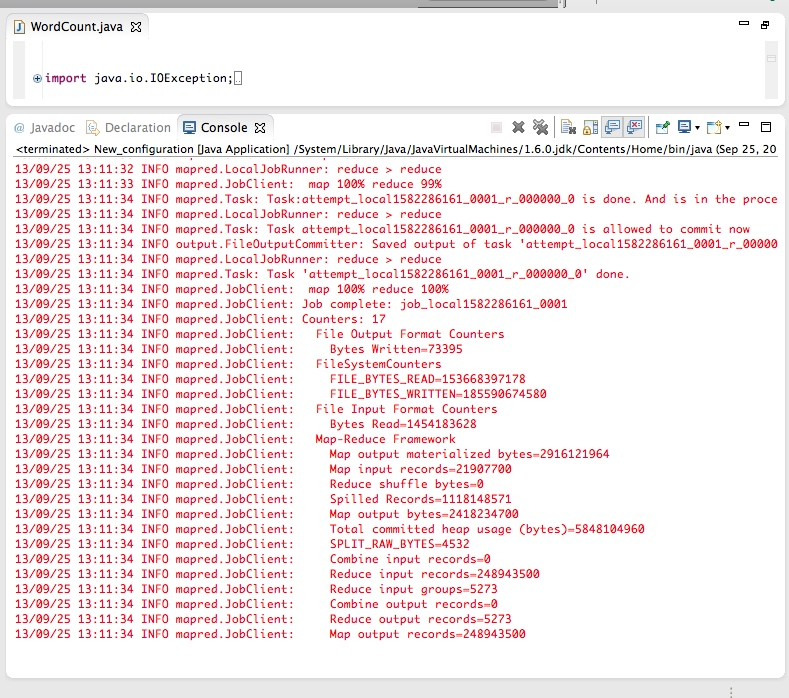 WordCount.java
import java.io.IOException;
@ Javadoc Declaration Console
<terminated> New_configuration [Java Application] /System/Library/Java/JavaVirtualMachines/1.6.0.jdk/Contents/Home/bin/java (Sep 25, 20
13/09/25 13:11:32 INFO mapred.LocalJobRunner: reduce > reduce
13/09/25 13:11:33 INFO mapred.JobClient:  map 100% reduce 99%
13/09/25 13:11:34 INFO mapred.Task: Task:attempt_local1582286161_0001_r_000000_0 is done. And is in the proce
13/09/25 13:11:34 INFO mapred.LocalJobRunner: reduce > reduce
13/09/25 13:11:34 INFO mapred.Task: Task attempt_local1582286161_0001_r_000000_0 is allowed to commit now
13/09/25 13:11:34 INFO output.FileOutputCommitter: Saved output of task 'attempt_local1582286161_0001_r_00000
13/09/25 13:11:34 INFO mapred.LocalJobRunner: reduce > reduce
13/09/25 13:11:34 INFO mapred.Task: Task 'attempt_local1582286161_0001_r_000000_0' done.
13/09/25 13:11:34 INFO mapred.JobClient:  map 100% reduce 100%
13/09/25 13:11:34 INFO mapred.JobClient: Job complete: job_local1582286161_0001
13/09/25 13:11:34 INFO mapred.JobClient: Counters: 17
13/09/25 13:11:34 INFO mapred.JobClient:   File Output Format Counters
13/09/25 13:11:34 INFO mapred.JobClient:     Bytes Written=73395
13/09/25 13:11:34 INFO mapred.JobClient:   FileSystemCounters
13/09/25 13:11:34 INFO mapred.JobClient:     FILE_BYTES_READ=153668397178
13/09/25 13:11:34 INFO mapred.JobClient:     FILE_BYTES_WRITTEN=185590674580
13/09/25 13:11:34 INFO mapred.JobClient:   File Input Format Counters
13/09/25 13:11:34 INFO mapred.JobClient:     Bytes Read=1454183628
13/09/25 13:11:34 INFO mapred.JobClient:   Map-Reduce Framework
13/09/25 13:11:34 INFO mapred.JobClient:     Map output materialized bytes=2916121964
13/09/25 13:11:34 INFO mapred.JobClient:     Map input records=21907700
13/09/25 13:11:34 INFO mapred.JobClient:     Reduce shuffle bytes=0
13/09/25 13:11:34 INFO mapred.JobClient:     Spilled Records=1118148571
13/09/25 13:11:34 INFO mapred.JobClient:     Map output bytes=2418234700
13/09/25 13:11:34 INFO mapred.JobClient:     Total committed heap usage (bytes)=5848104960
13/09/25 13:11:34 INFO mapred.JobClient:     SPLIT_RAW_BYTES=4532
13/09/25 13:11:34 INFO mapred.JobClient:     Combine input records=0
13/09/25 13:11:34 INFO mapred.JobClient:     Reduce input records=248943500
13/09/25 13:11:34 INFO mapred.JobClient:     Reduce input groups=5273
13/09/25 13:11:34 INFO mapred.JobClient:     Combine output records=0
13/09/25 13:11:34 INFO mapred.JobClient:     Reduce output records=5273
13/09/25 13:11:34 INFO mapred.JobClient:     Map output records=248943500